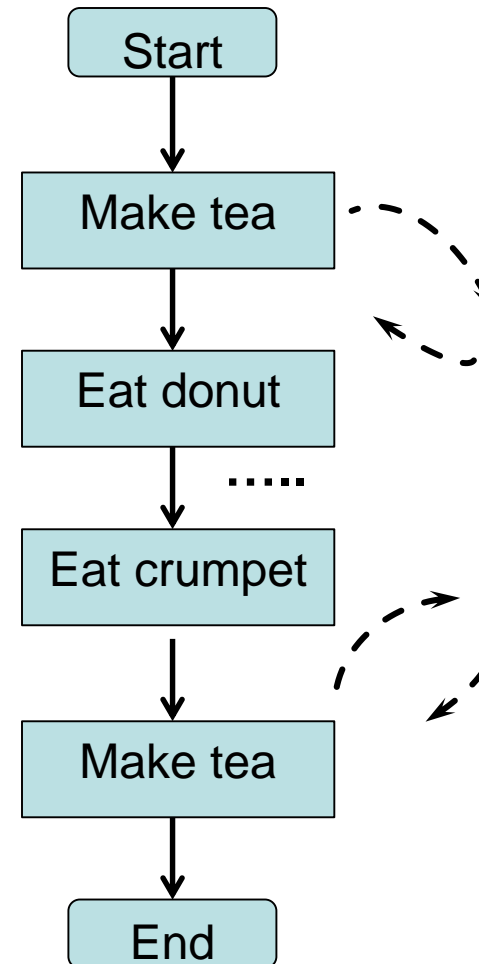 Start
Make tea
Eat donut
......
Eat crumpet
Make tea
End